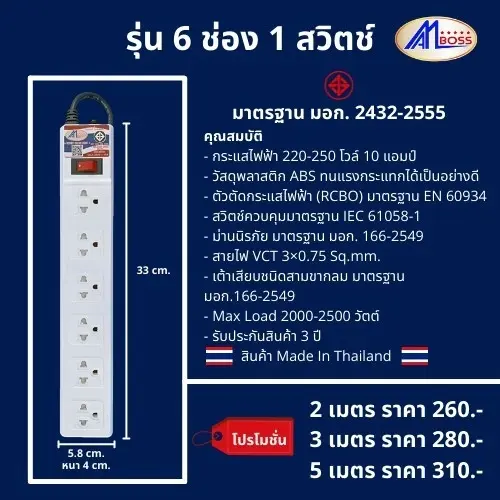 รุ่น 6 ช่อง 1 สวิตช์
AM BOSS
มาตรฐาน มอก. 2432-2555
คุณสมบัติ
- กระแสไฟฟ้า 220-250 โวล์ 10 แอมป์
- วัสดุพลาสติก ABS ทนแรงกระแทกได้เป็นอย่างดี
- ตัวตัดกระแสไฟฟ้า (RCBO) มาตรฐาน EN 60934
- สวิตช์ควบคุมมาตรฐาน IEC 61058-1
- ม่านนิรภัย มาตรฐาน มอก. 166-2549
- สายไฟ VCT 3×0.75 Sq.mm.
- เต้าเสียบชนิดสามขากลม มาตรฐาน
มอก.166-2549
- Max Load 2000-2500 วัตต์
- รับประกันสินค้า 3 ปี
สินค้า Made In Thailand
33 cm.
5.8 cm.
หนา 4 cm.
โปรโมชั่น
2 เมตร ราคา 260.-
3 เมตร ราคา 280.-
5 เมตร ราคา 310.-